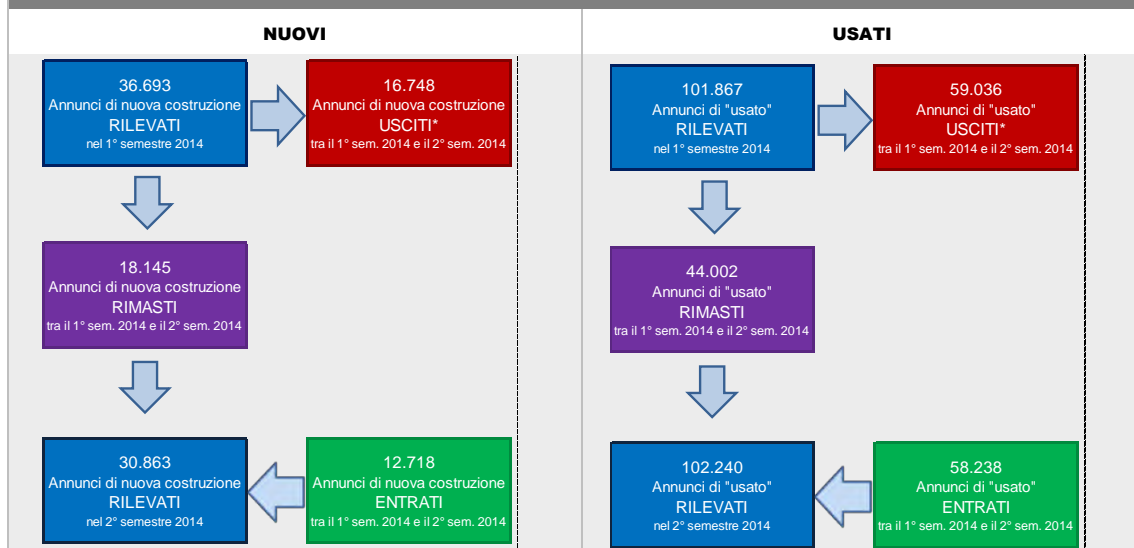 NUOVI
36.693
Annunci di nuova costruzione
RILEVATI
nel 1° semestre 2014
16.748
Annunci di nuova costruzione
USCITI*
tra il 1° sem. 2014 e il 2° sem. 2014
18.145
Annunci di nuova costruzione
RIMASTI
tra il 1° sem. 2014 e il 2° sem. 2014
30.863
Annunci di nuova costruzione
RILEVATI
nel 2° semestre 2014
12.718
Annunci di nuova costruzione
ENTRATI
tra il 1° sem. 2014 e il 2° sem. 2014
USATI
101.867
Annunci di "usato"
RILEVATI
nel 1° semestre 2014
59.036
Annunci di "usato"
USCITI*
tra il 1° sem. 2014 e il 2° sem. 2014
44.002
Annunci di "usato"
RIMASTI
tra il 1° sem. 2014 e il 2° sem. 2014
102.240
Annunci di "usato"
RILEVATI
nel 2° semestre 2014
58.238
Annunci di "usato"
ENTRATI
tra il 1° sem. 2014 e il 2° sem. 2014